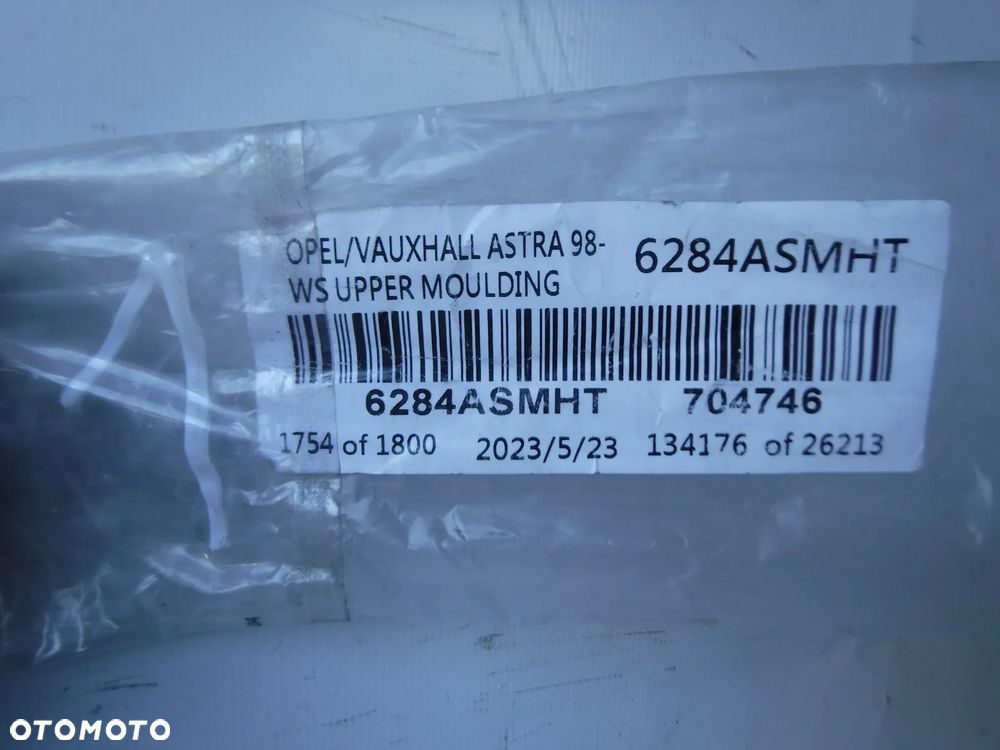 OPEL/VAUXHALL ASTRA 98-
WS UPPER MOULDING
6284ASMHT
6284ASMHT 704746
1754 of 1800 2023/5/23 134176 of 26213
OTOMOTO